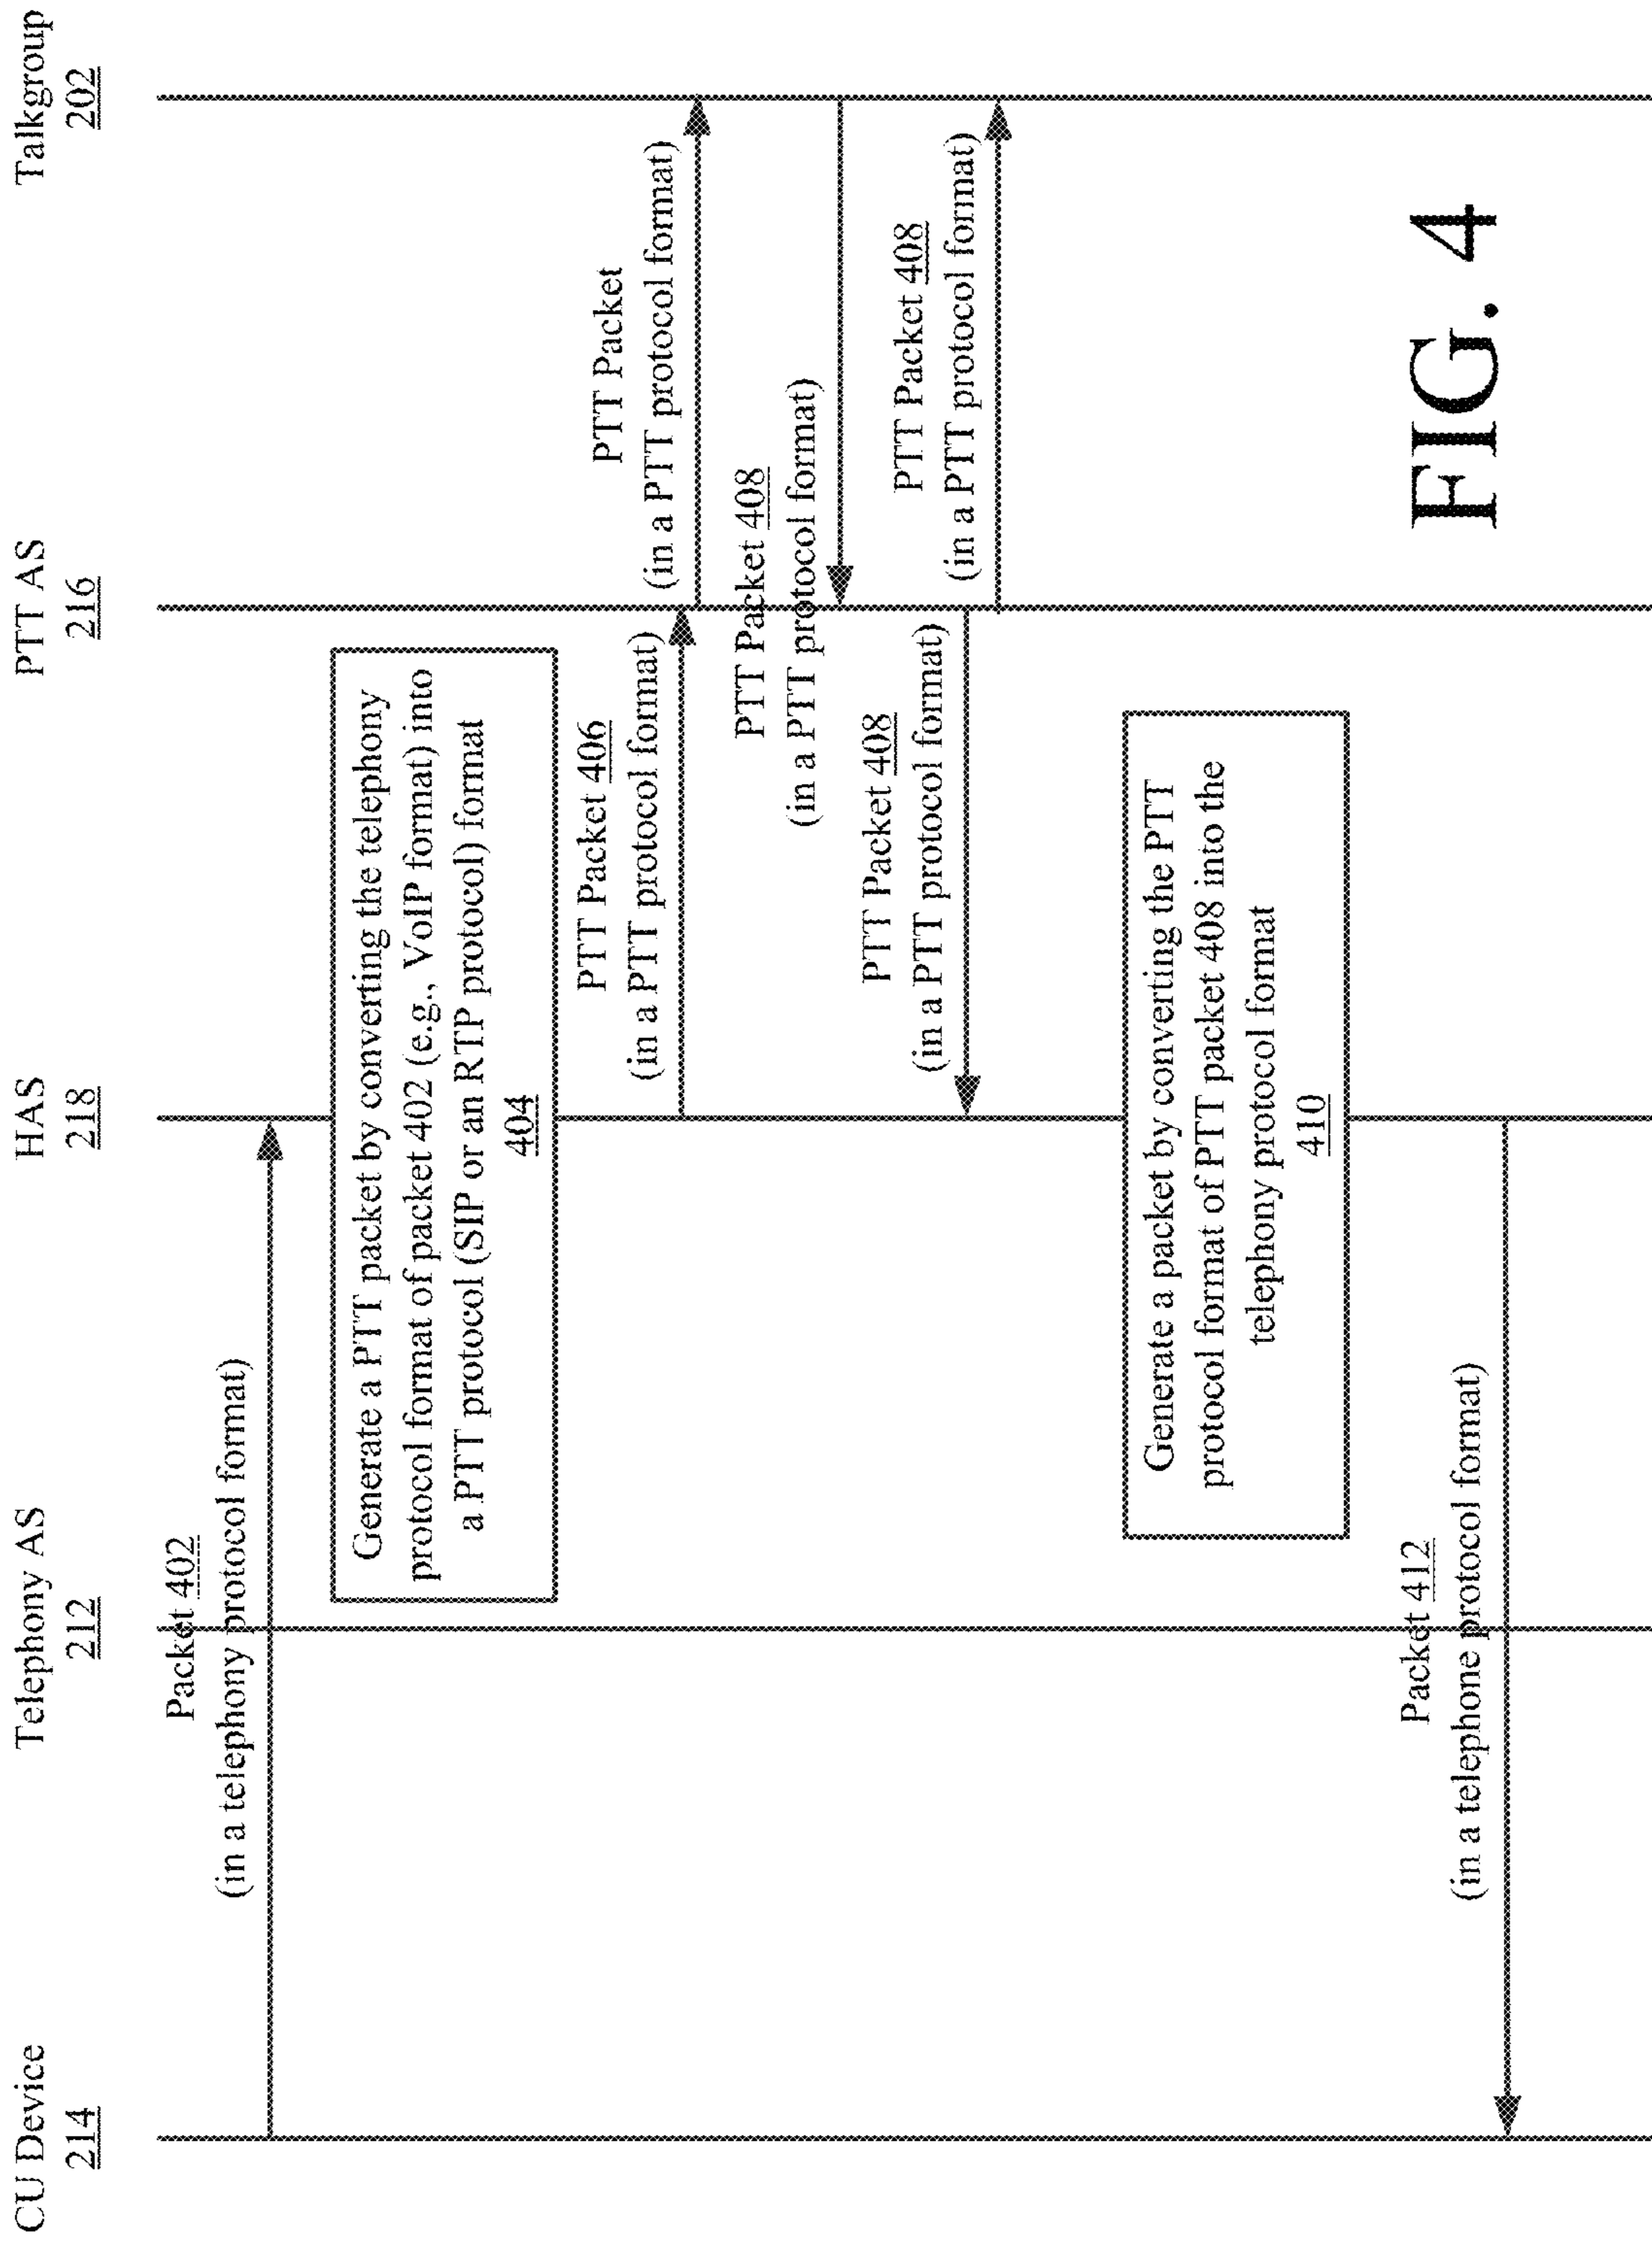 CU Device
214
Telephony AS
212
HAS
218
PTT AS
216
Talkgroup
202
Packet 402
(in a telephony protocol format)
Generate a PTT packet by converting the telephony
protocol format of packet 402 (e.g., VoIP format) into
a PTT protocol (SIP or an RTP protocol) format
404
PTT Packet 406
(in a PTT protocol format)
PTT Packet
(in a PTT protocol format)
PTT Packet 408
(in a PTT protocol format)
PTT Packet 408
(in a PTT protocol format)
PTT Packet 408
(in a PTT protocol format)
Generate a packet by converting the PTT
protocol format of PTT packet 408 into the
telephony protocol format
410
Packet 412
(in a telephone protocol format)
FIG. 4